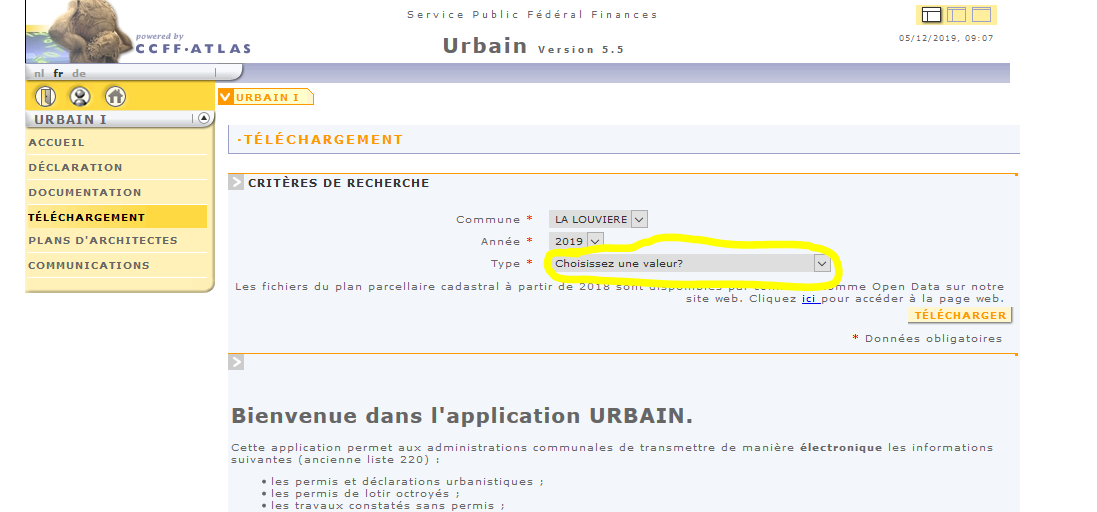 Service Public Fédéral Finances
powered by
CCFF·ATLAS
Urbain Version 5.5
05/12/2019, 09:07
nl fr de
URBAIN I
URBAIN I
ACCUEIL
DÉCLARATION
DOCUMENTATION
TÉLÉCHARGEMENT
PLANS D'ARCHITECTES
COMMUNICATIONS
·TÉLÉCHARGEMENT
CRITÈRES DE RECHERCHE
Commune * LA LOUVIERE
Année * 2019
Type * Choisissez une valeur?
Les fichiers du plan parcellaire cadastral à partir de 2018 sont disponibles par comme Open Data sur notre
site web. Cliquez ici pour accéder à la page web.
TÉLÉCHARGER
* Données obligatoires
Bienvenue dans l'application URBAIN.
Cette application permet aux administrations communales de transmettre de manière électronique les informations
suivantes (ancienne liste 220) :
• les permis et déclarations urbanistiques ;
• les permis de lotir octroyés ;
• les travaux constatés sans permis ;